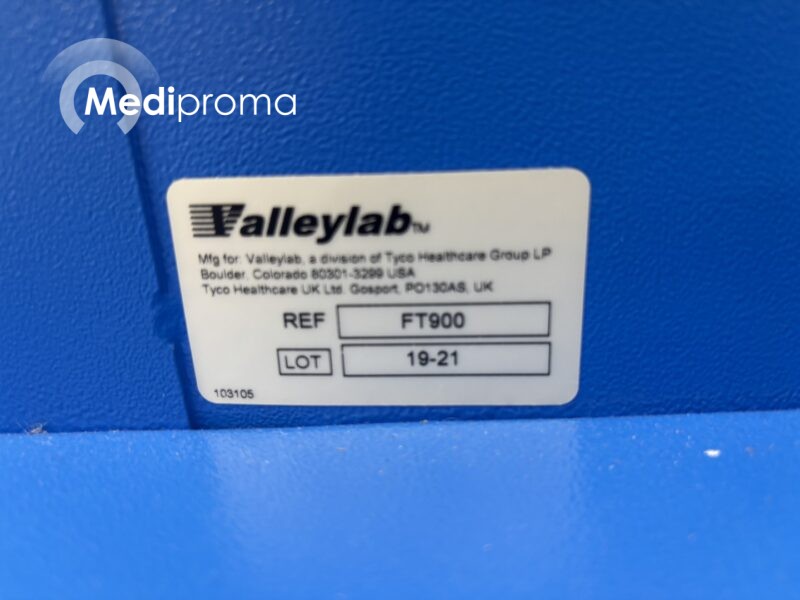 Mediproma
Valleylab™
Mfg for: Valleylab, a division of Tyco Healthcare Group LP
Boulder, Colorado 80301-3299 USA
Tyco Healthcare UK Ltd. Gosport, PO130AS, UK
REF FT900
LOT 19-21
103105